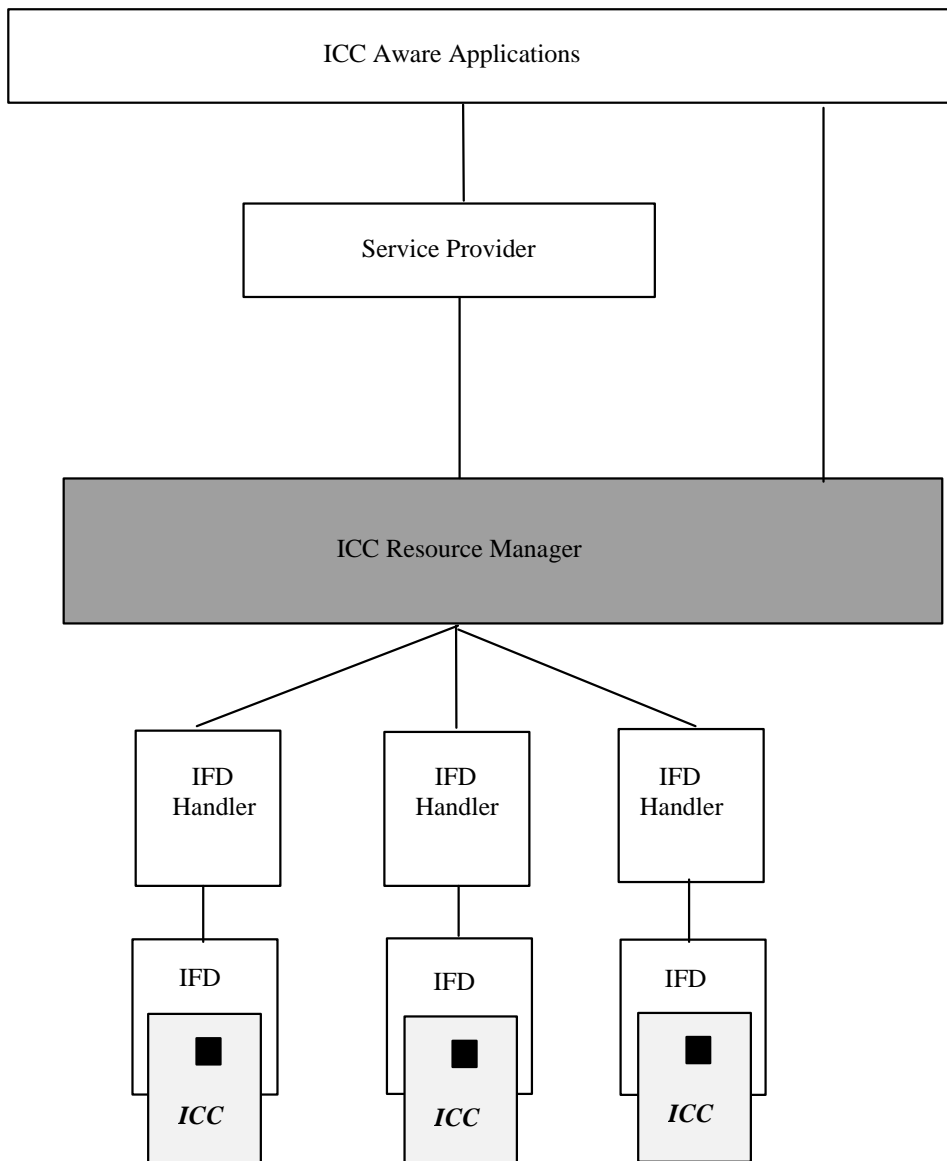 ICC Aware Applications
Service Provider
ICC Resource Manager
IFD
Handler
IFD
Handler
IFD
Handler
IFD
IFD
IFD
ICC
ICC
ICC